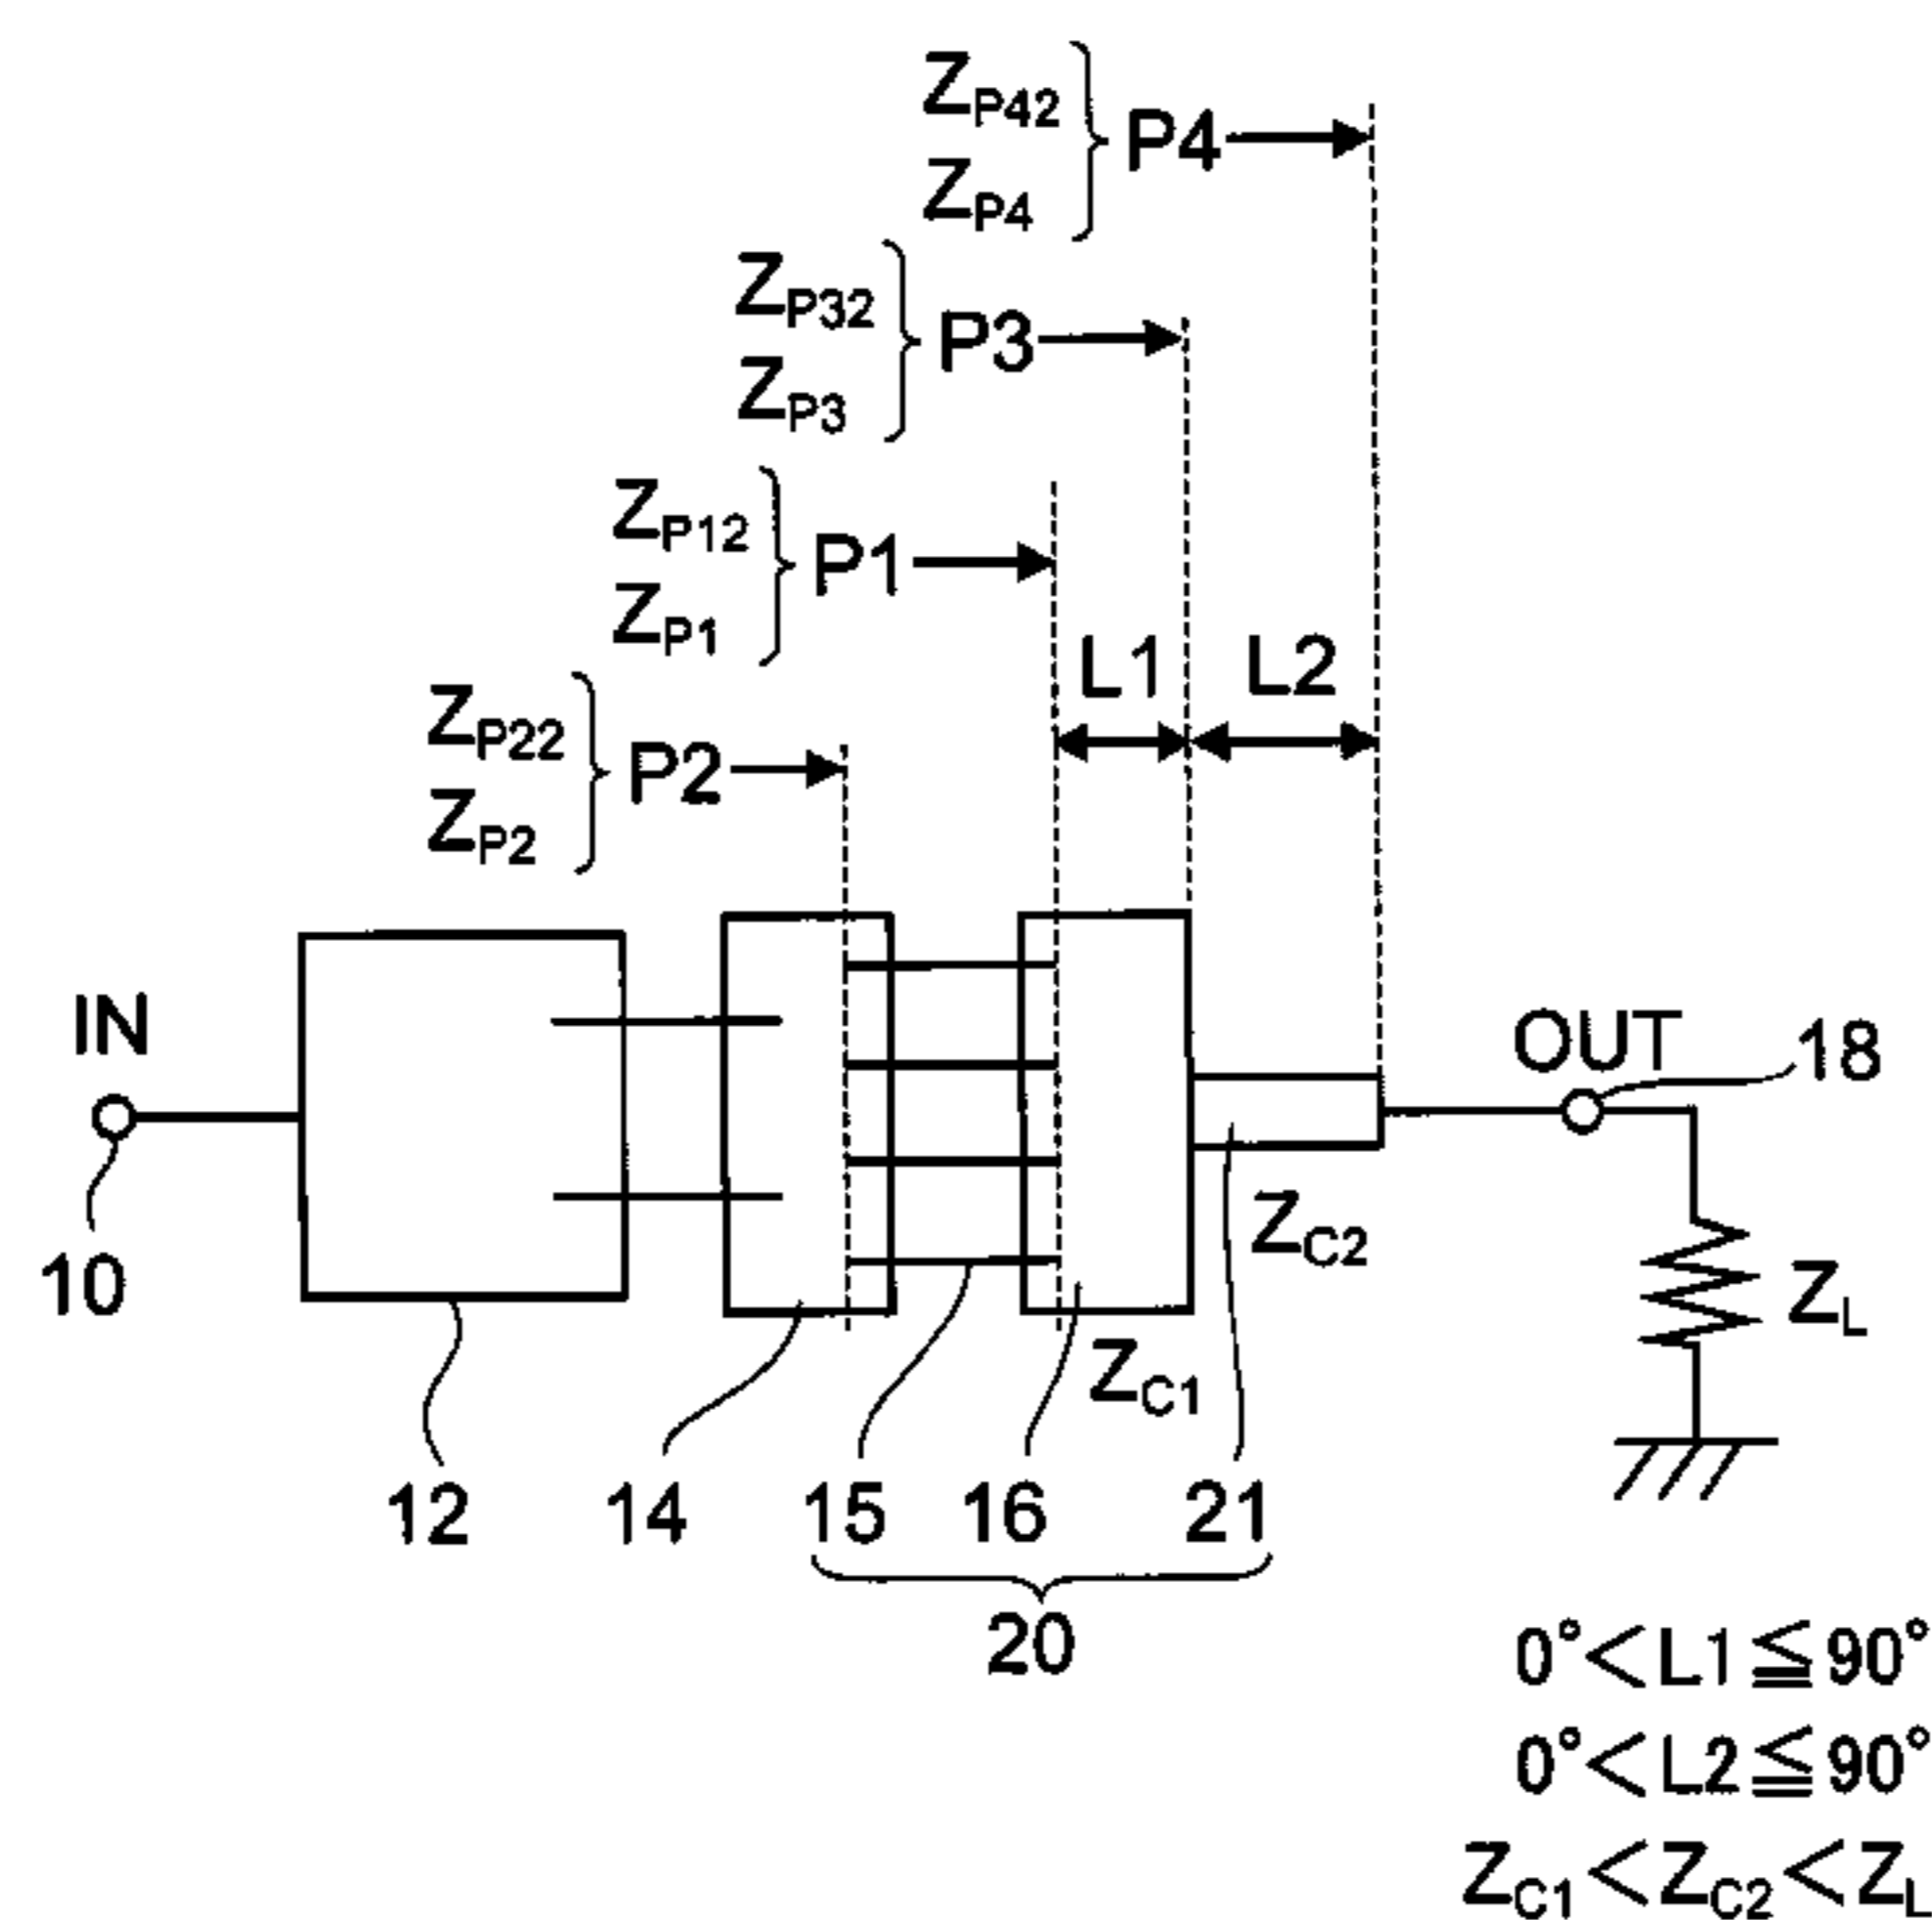 Z_P42
Z_P4
P4
Z_P32
Z_P3
P3
Z_P12
Z_P1
P1
L1
L2
Z_P22
Z_P2
P2
IN
OUT
18
10
Z_C2
Z_L
Z_C1
12
14
15
16
21
20
0°<L1≦90°
0°<L2≦90°
Z_C1<Z_C2<Z_L